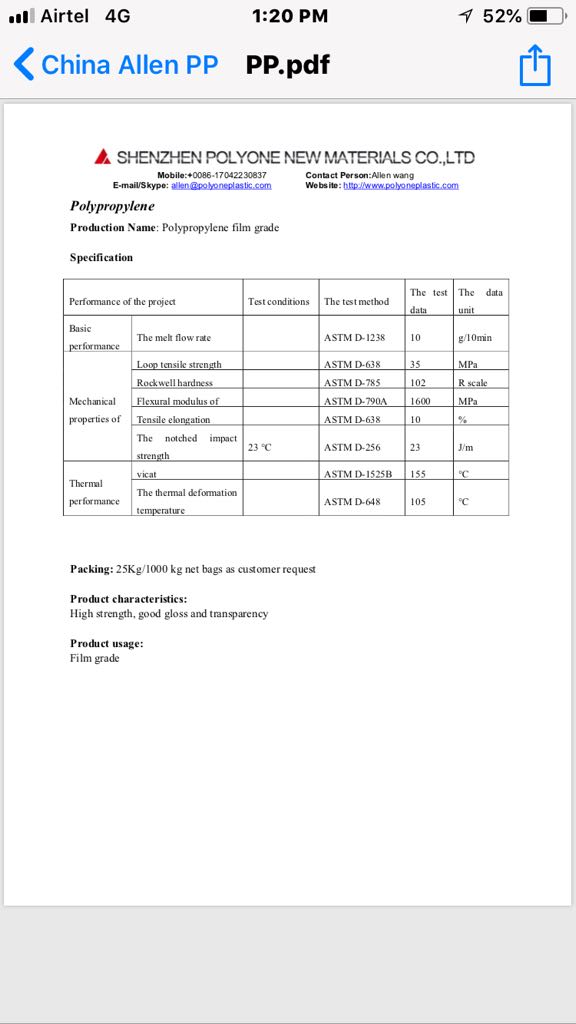 Airtel 4G 1:20 PM 52%
China Allen PP PP.pdf
SHENZHEN POLYONE NEW MATERIALS CO.,LTD
Mobile:+0086-17042230837 Contact Person:Allen wang
E-mail/Skype: allen@polyoneplastic.com Website: http://www.polyoneplastic.com
Polypropylene
Production Name: Polypropylene film grade
Specification
Performance of the project Test conditions The test method The test data The data unit
Basic performance The melt flow rate ASTM D-1238 10 g/10min
Mechanical properties of Loop tensile strength ASTM D-638 35 MPa
Rockwell hardness ASTM D-785 102 R scale
Flexural modulus of ASTM D-790A 1600 MPa
Tensile elongation ASTM D-638 10 %
The notched impact strength 23 °C ASTM D-256 23 J/m
Thermal performance vicat ASTM D-1525B 155 °C
The thermal deformation temperature ASTM D-648 105 °C
Packing: 25Kg/1000 kg net bags as customer request
Product characteristics:
High strength, good gloss and transparency
Product usage:
Film grade